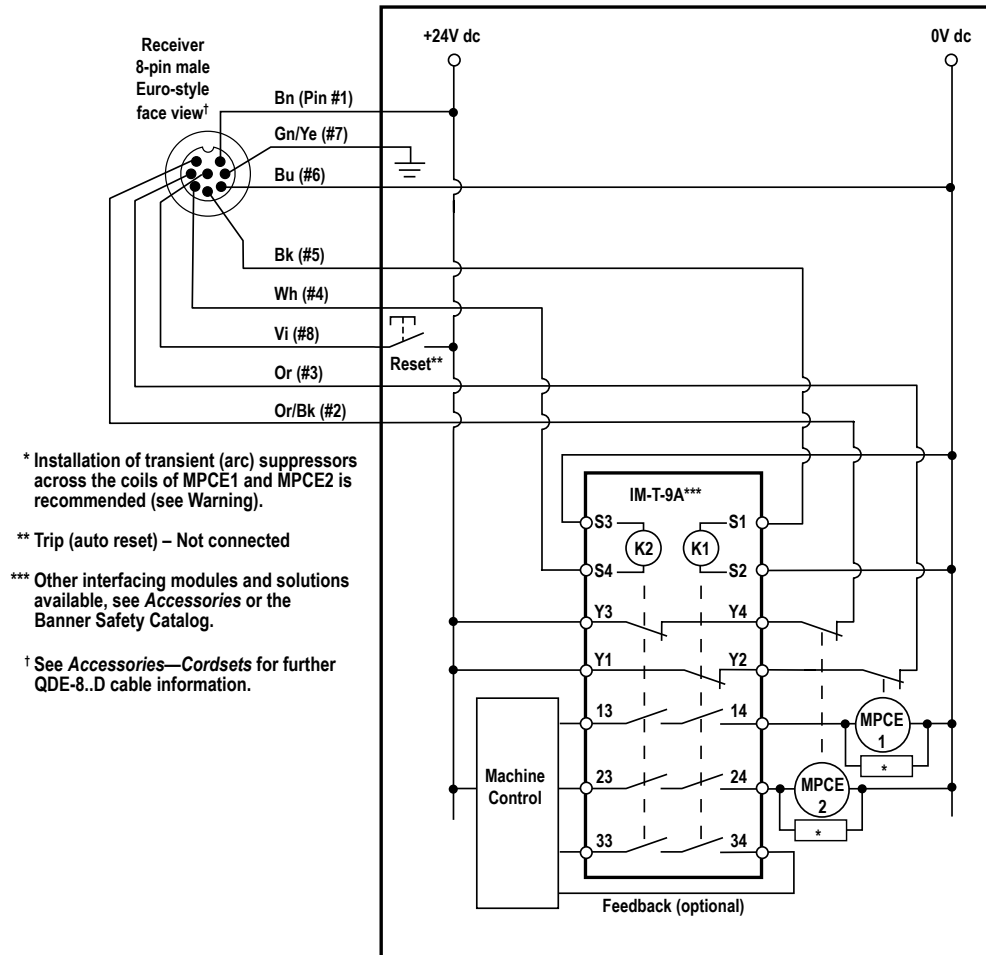 +24V dc
0V dc
Receiver
8-pin male
Euro-style
face view†
Bn (Pin #1)
Gn/Ye (#7)
Bu (#6)
Bk (#5)
Wh (#4)
Vi (#8)
Reset**
Or (#3)
Or/Bk (#2)
* Installation of transient (arc) suppressors
across the coils of MPCE1 and MPCE2 is
recommended (see Warning).
** Trip (auto reset) – Not connected
*** Other interfacing modules and solutions
available, see Accessories or the
Banner Safety Catalog.
† See Accessories—Cordsets for further
QDE-8..D cable information.
IM-T-9A***
S3
S1
K2
K1
S4
S2
Y3
Y4
Y1
Y2
13
14
MPCE
1
*
Machine
Control
23
24
MPCE
2
*
33
34
Feedback (optional)